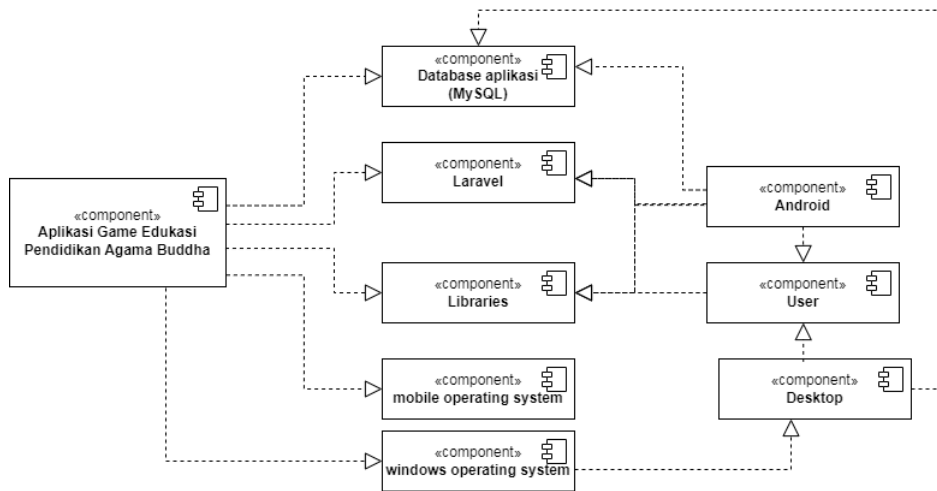 «component»
Database aplikasi
(MySQL)
«component»
Laravel
«component»
Android
«component»
Aplikasi Game Edukasi
Pendidikan Agama Buddha
«component»
Libraries
«component»
User
«component»
mobile operating system
«component»
Desktop
«component»
windows operating system